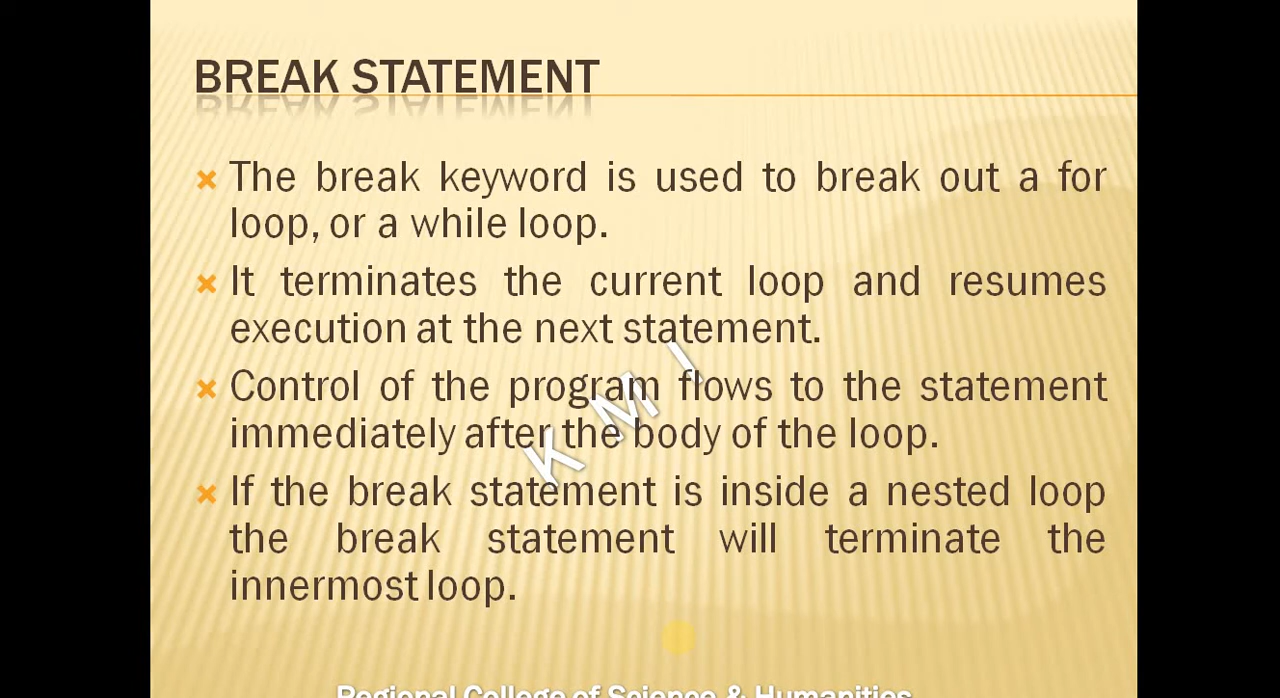 BREAK STATEMENT
The break keyword is used to break out a for
loop, or a while loop.
It terminates the current loop and resumes
execution at the next statement.
Control of the program flows to the statement
immediately after the body of the loop.
If the break statement is inside a nested loop
the break statement will terminate the
innermost loop.
K M I
Regional College of Science & Humanities